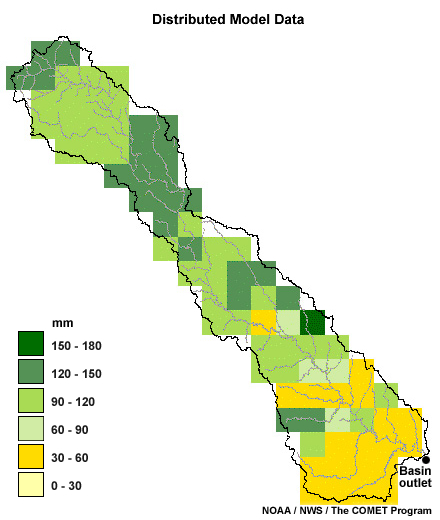 Distributed Model Data
mm
150 - 180
120 - 150
90 - 120
60 - 90
30 - 60
0 - 30
Basin
outlet
NOAA / NWS / The COMET Program